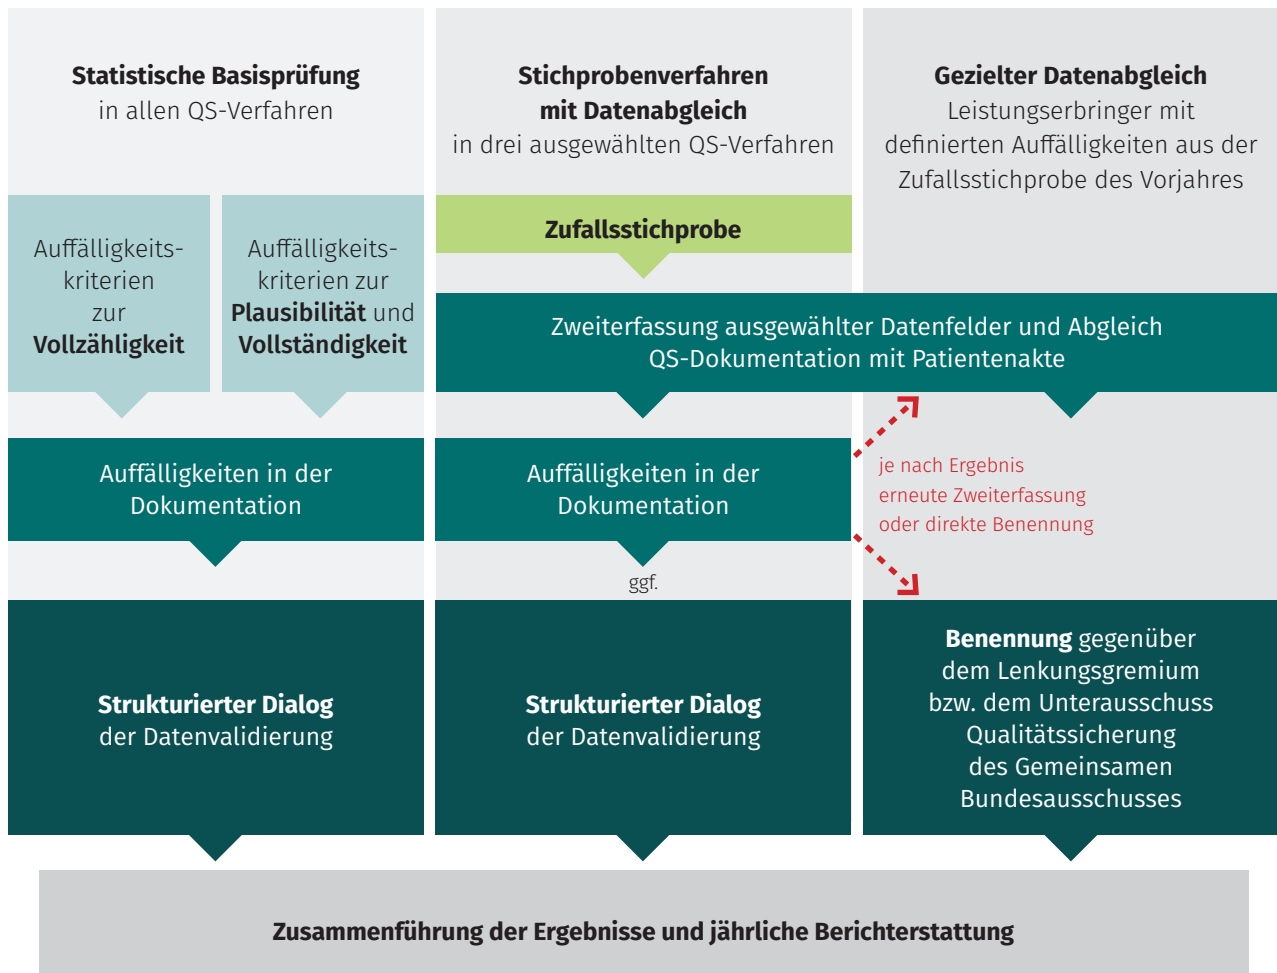 Statistische Basisprüfung
in allen QS-Verfahren
Auffälligkeits-
kriterien
zur
Vollzähligkeit
Auffälligkeits-
kriterien zur
Plausibilität und
Vollständigkeit
Auffälligkeiten in der
Dokumentation
Strukturierter Dialog
der Datenvalidierung
Stichprobenverfahren
mit Datenabgleich
in drei ausgewählten QS-Verfahren
Zufallsstichprobe
Zweiterfassung ausgewählter Datenfelder und Abgleich
QS-Dokumentation mit Patientenakte
Auffälligkeiten in der
Dokumentation
ggf.
Strukturierter Dialog
der Datenvalidierung
Gezielter Datenabgleich
Leistungserbringer mit
definierten Auffälligkeiten aus der
Zufallsstichprobe des Vorjahres
je nach Ergebnis
erneute Zweiterfassung
oder direkte Benennung
Benennung gegenüber
dem Lenkungsgremium
bzw. dem Unterausschuss
Qualitätssicherung
des Gemeinsamen
Bundesausschusses
Zusammenführung der Ergebnisse und jährliche Berichterstattung